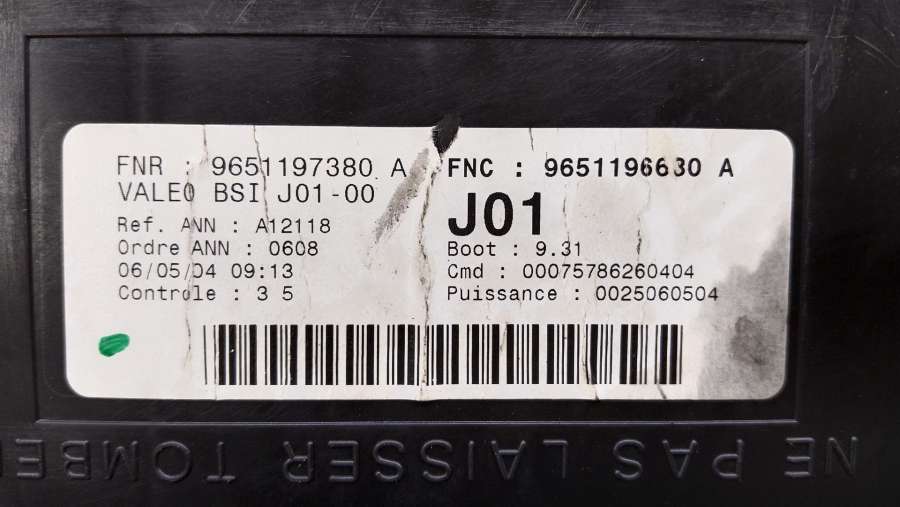 FNR : 9651197380 A
VALEO BSI J01-00
Ref. ANN : A12118
Ordre ANN : 0608
06/05/04 09:13
Controle : 3 5
FNC : 9651196680 A
J01
Boot : 9.31
Cmd : 00075786260404
Puissance : 0025060504
NE PAS LAISSER TOMBE